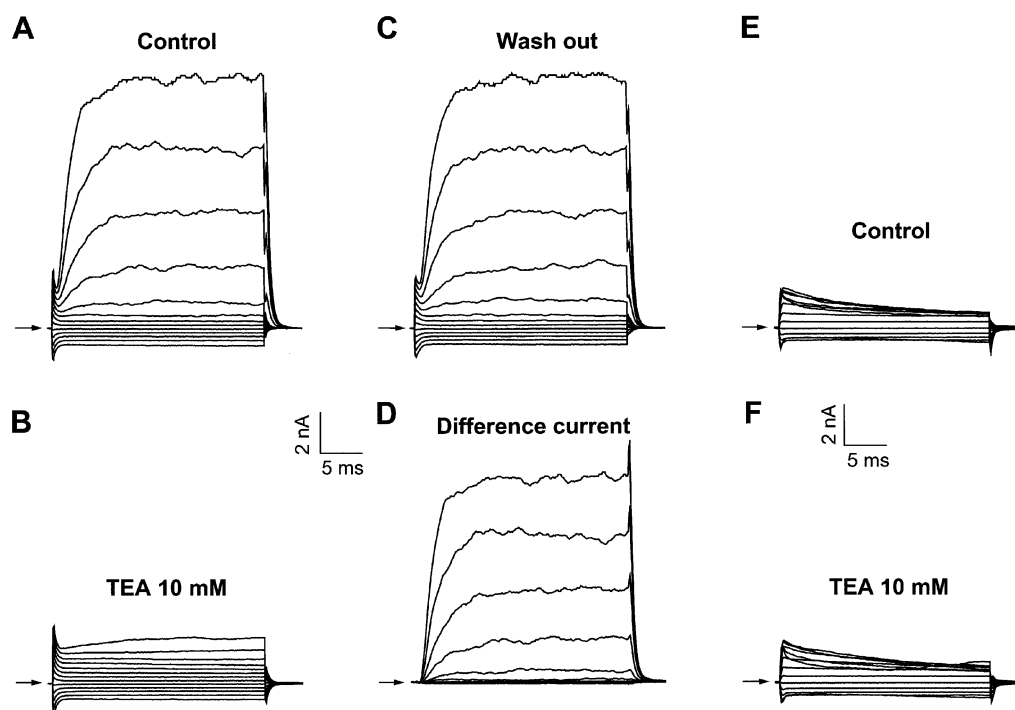 A
Control
C
Wash out
E
Control
B
2 nA
5 ms
TEA 10 mM
D
Difference current
F
2 nA
5 ms
TEA 10 mM